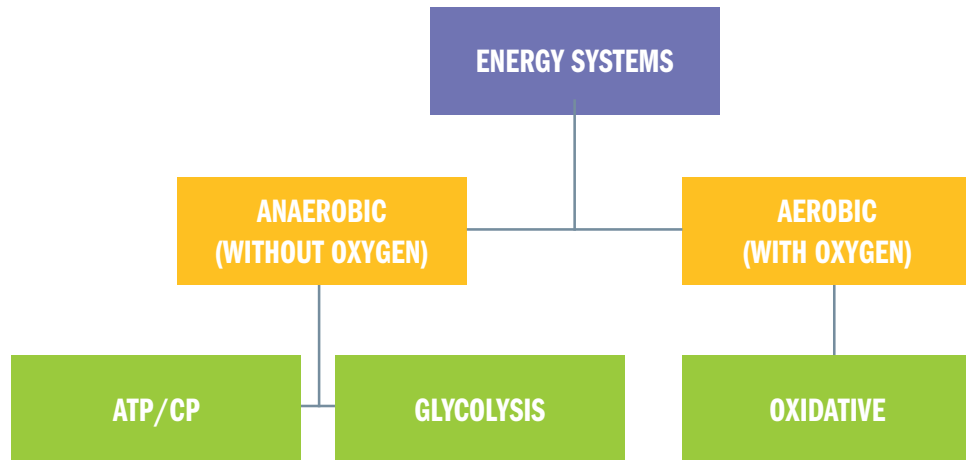 ENERGY SYSTEMS
ANAEROBIC
(WITHOUT OXYGEN)
AEROBIC
(WITH OXYGEN)
ATP/CP
GLYCOLYSIS
OXIDATIVE